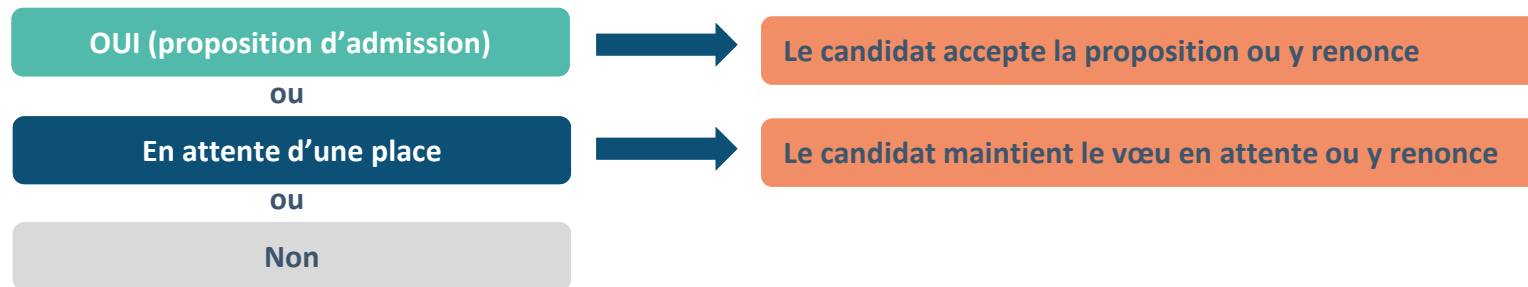 OUI (proposition d’admission)
Le candidat accepte la proposition ou y renonce
ou
En attente d’une place
Le candidat maintient le vœu en attente ou y renonce
ou
Non